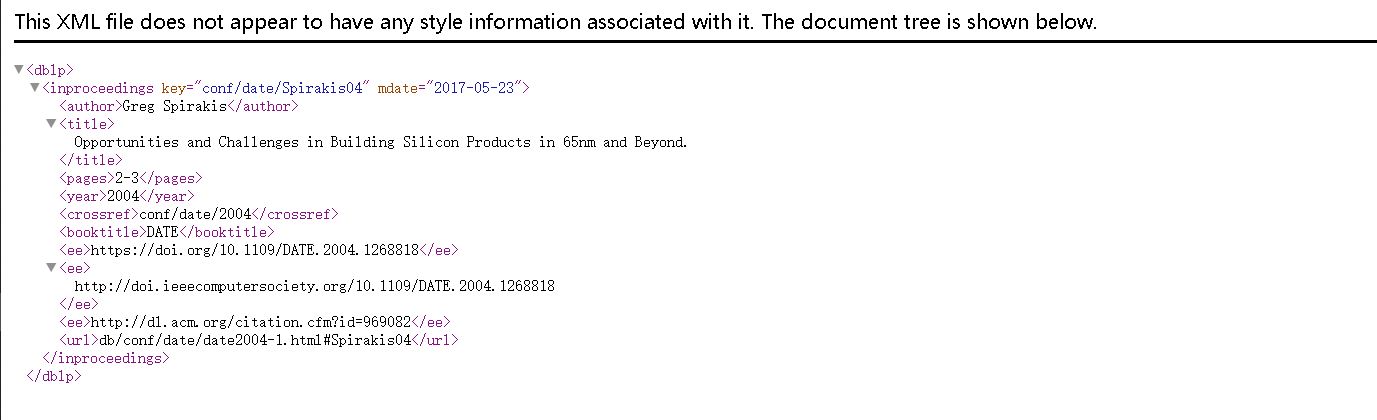 This XML file does not appear to have any style information associated with it. The document tree is shown below.
▼<dblp>
▼<inproceedings key="conf/date/Spirakis04" mdate="2017-05-23">
<author>Greg Spirakis</author>
▼<title>
Opportunities and Challenges in Building Silicon Products in 65nm and Beyond.
</title>
<pages>2-3</pages>
<year>2004</year>
<crossref>conf/date/2004</crossref>
<booktitle>DATE</booktitle>
<ee>https://doi.org/10.1109/DATE.2004.1268818</ee>
▼<ee>
http://doi.ieeecomputersociety.org/10.1109/DATE.2004.1268818
</ee>
<ee>http://dl.acm.org/citation.cfm?id=969082</ee>
<url>db/conf/date/date2004-1.html#Spirakis04</url>
</inproceedings>
</dblp>